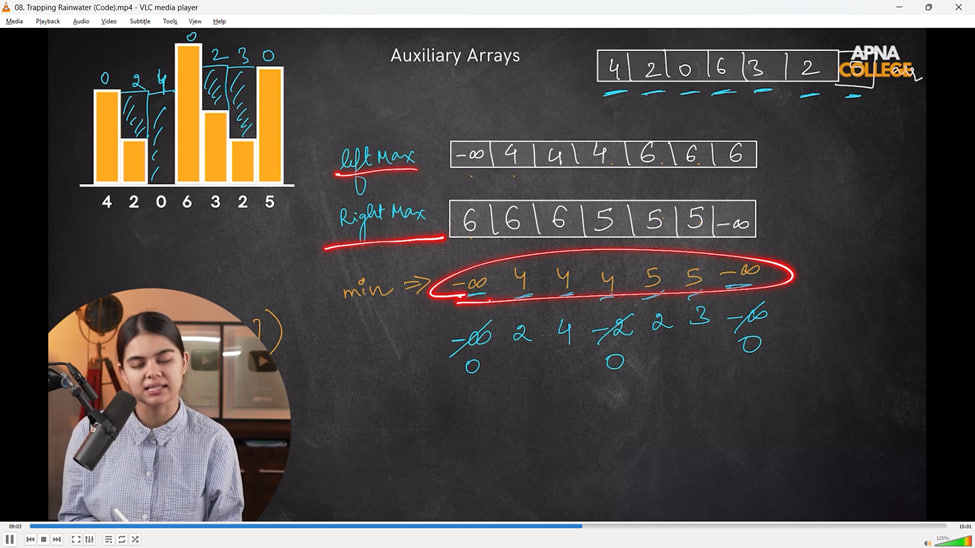 08. Trapping Rainwater (Code).mp4 - VLC media player
Media Playback Audio Video Subtitle Tools View Help
Auxiliary Arrays
APNA COLLEGE
4 2 0 6 3 2
0 2 4 0 2 3 0
4 2 0 6 3 2 5
left Max -∞ 4 4 4 6 6 6
Right Max 6 6 6 5 5 5 -∞
min ⇒ -∞ 4 4 4 5 5 -∞
-∞ 2 4 -2 2 3 -∞
0 0 0
09:03
15:01